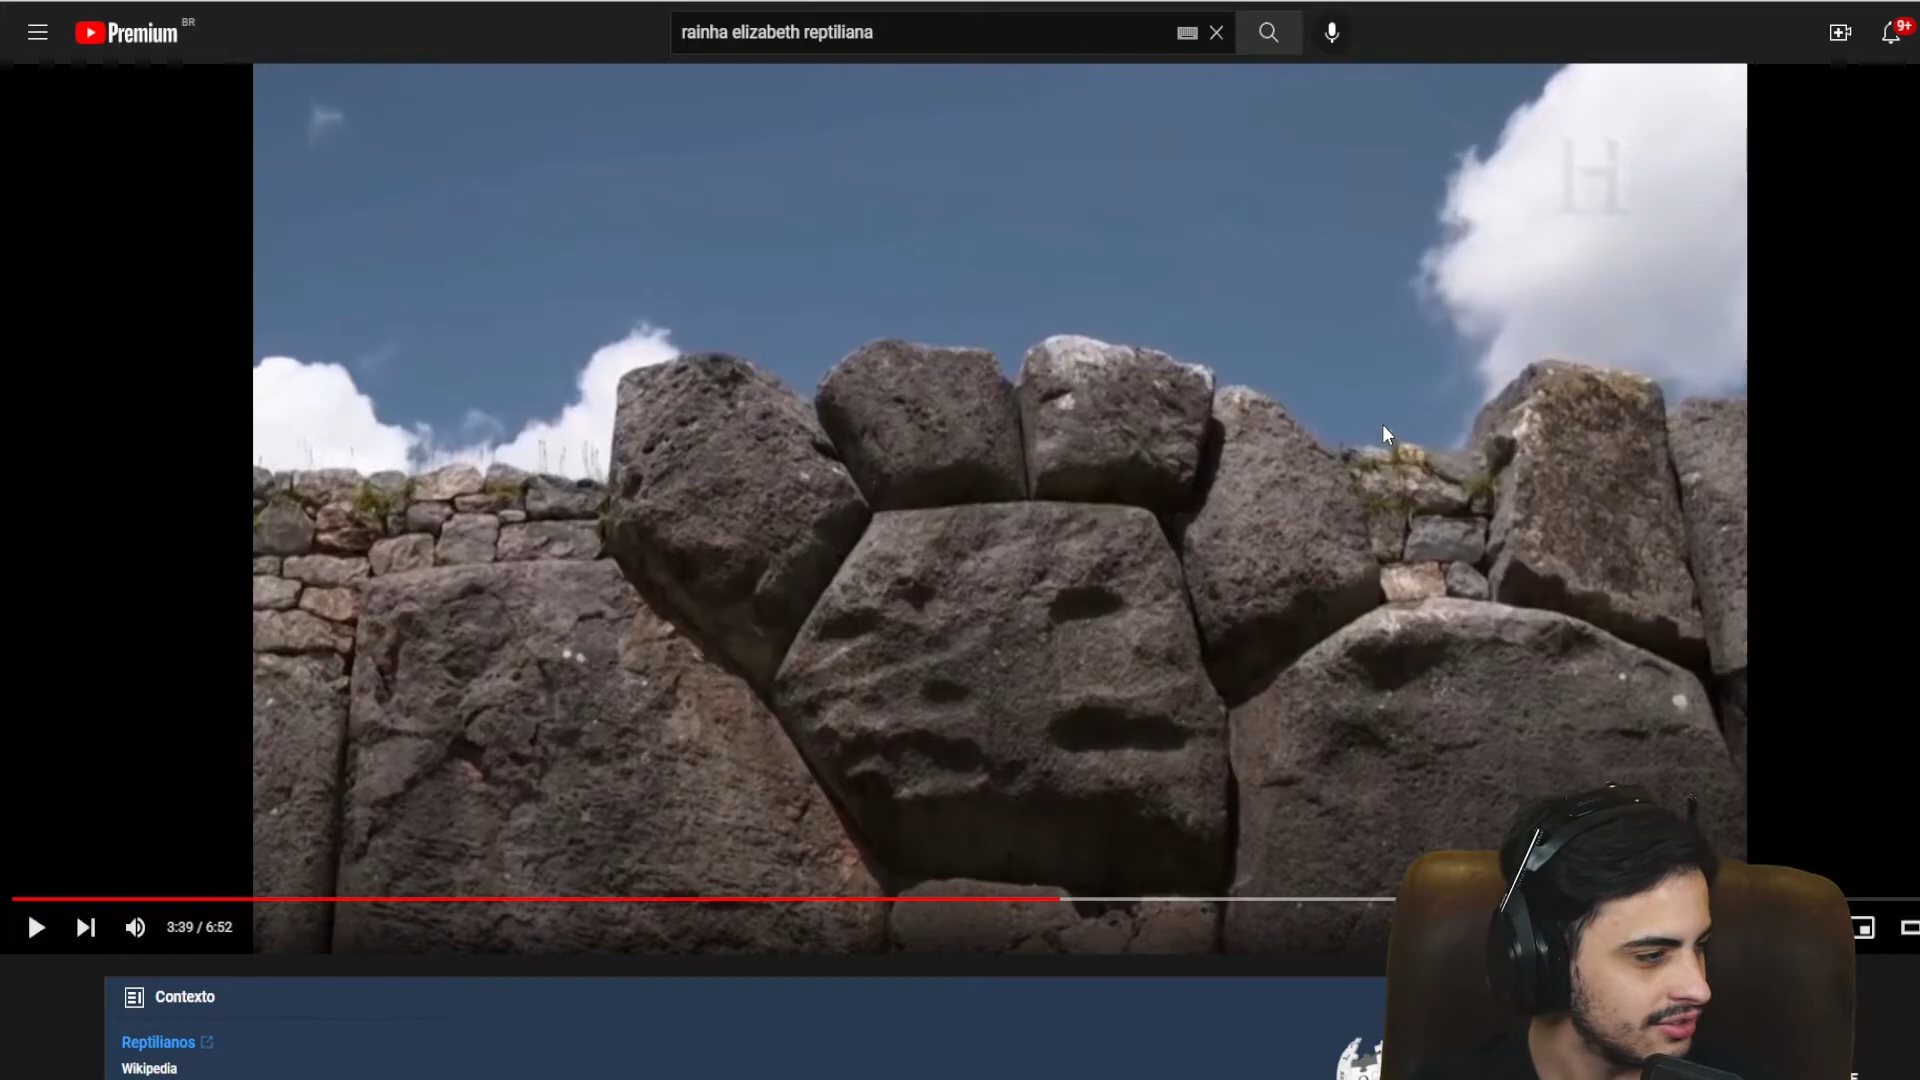 Premium BR
rainha elizabeth reptiliana
9+
H
3:39 / 6:52
Contexto
Reptilianos
Wikipedia